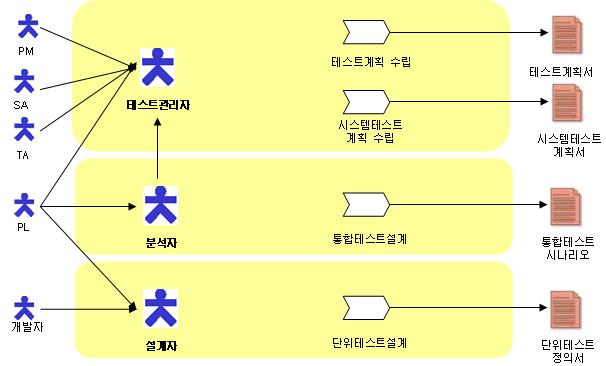 PM
테스트계획 수립
테스트계획서
테스트관리자
SA
시스템테스트
계획 수립
시스템테스트
계획서
TA
PL
분석자
통합테스트설계
통합테스트
시나리오
개발자
설계자
단위테스트설계
단위테스트
정의서